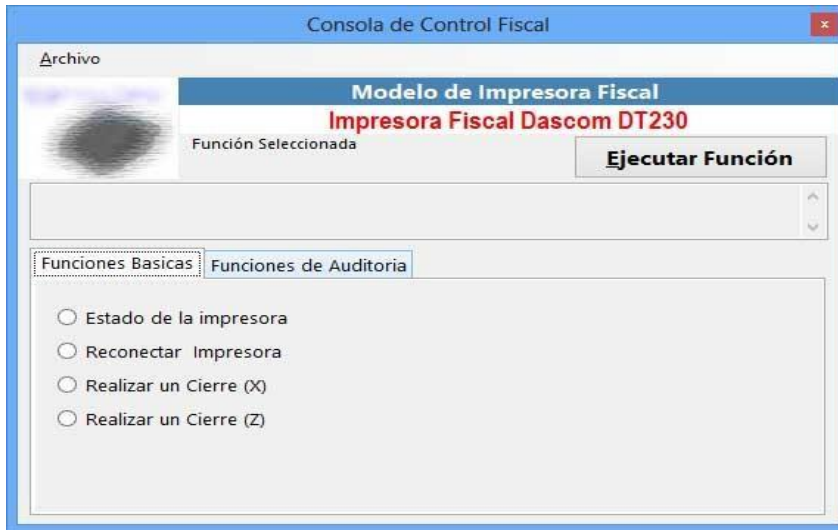 Consola de Control Fiscal
x
Archivo
Modelo de Impresora Fiscal
Impresora Fiscal Dascom DT230
Función Seleccionada
Ejecutar Función
Funciones Basicas
Funciones de Auditoria
Estado de la impresora
Reconectar Impresora
Realizar un Cierre (X)
Realizar un Cierre (Z)